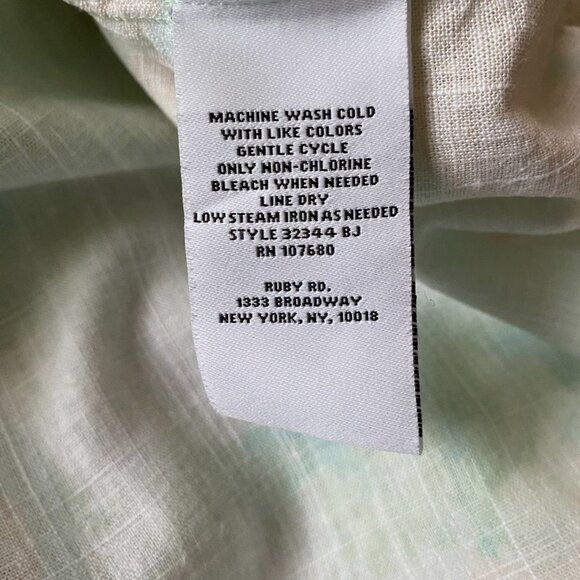 MACHINE WASH COLD
WITH LIKE COLORS
GENTLE CYCLE
ONLY NON-CHLORINE
BLEACH WHEN NEEDED
LINE DRY
LOW STEAM IRON AS NEEDED
STYLE 32344 BJ
RN 107680
RUBY RD.
1333 BROADWAY
NEW YORK, NY, 10018